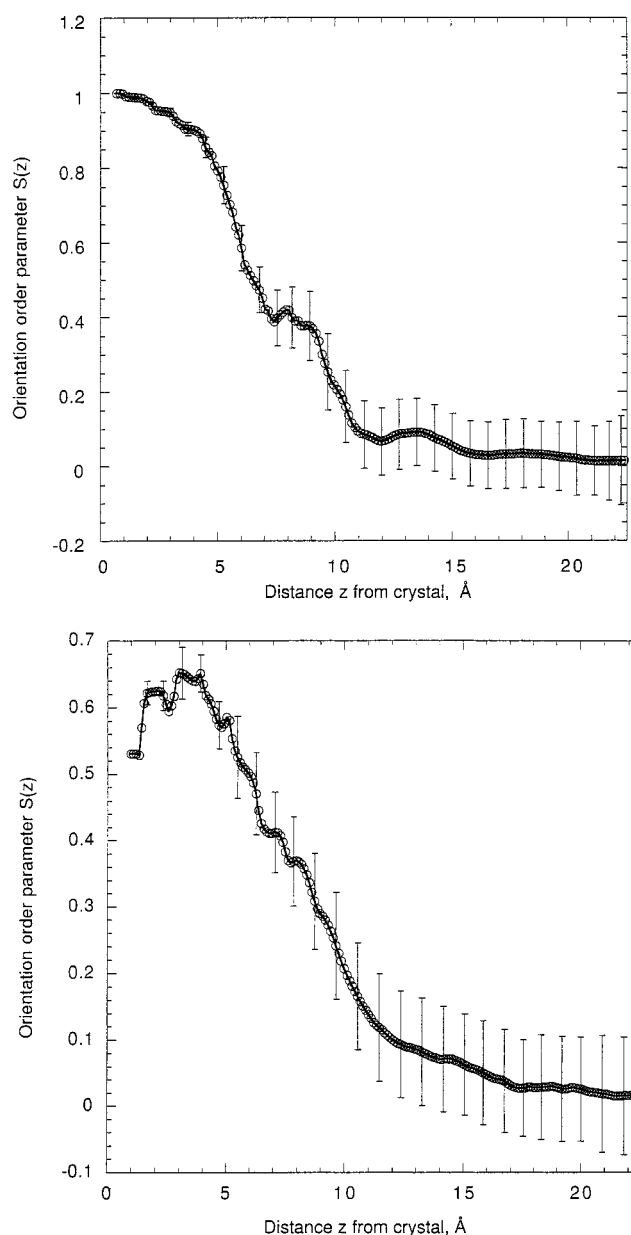 1.2
1
0.8
0.6
0.4
0.2
0
-0.2
Orientation order parameter S(z)
0 5 10 15 20
Distance z from crystal, Å
0.7
0.6
0.5
0.4
0.3
0.2
0.1
0
-0.1
Orientation order parameter S(z)
0 5 10 15 20
Distance z from crystal, Å